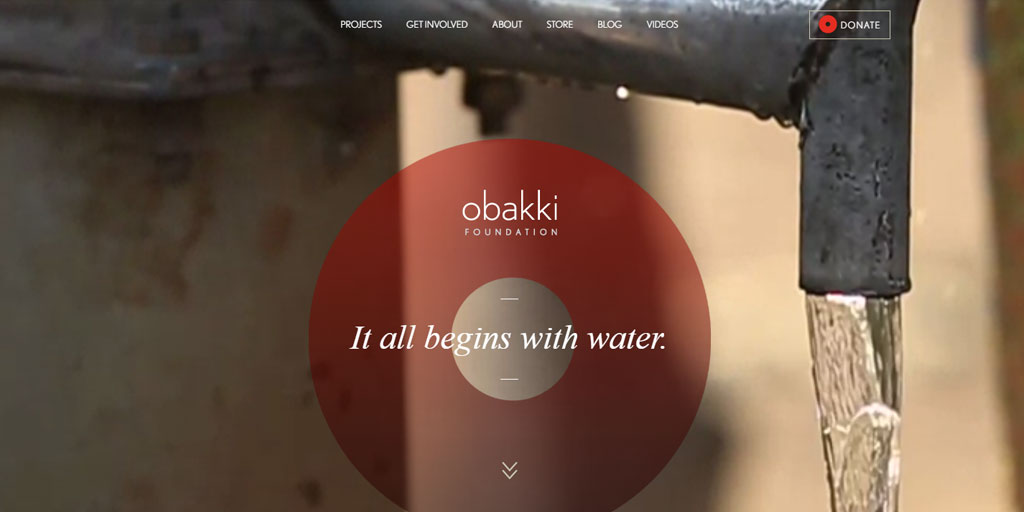 PROJECTS GET INVOLVED ABOUT STORE BLOG VIDEOS DONATE
obakki
FOUNDATION
It all begins with water.